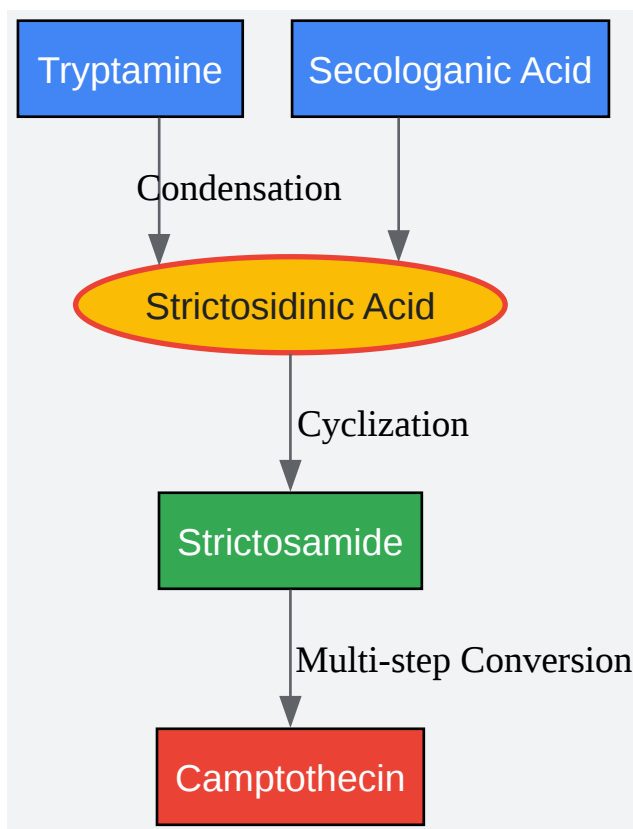 Tryptamine
Secologanic Acid
Condensation
Strictosidinic Acid
Cyclization
Strictosamide
Multi-step Conversion
Camptothecin